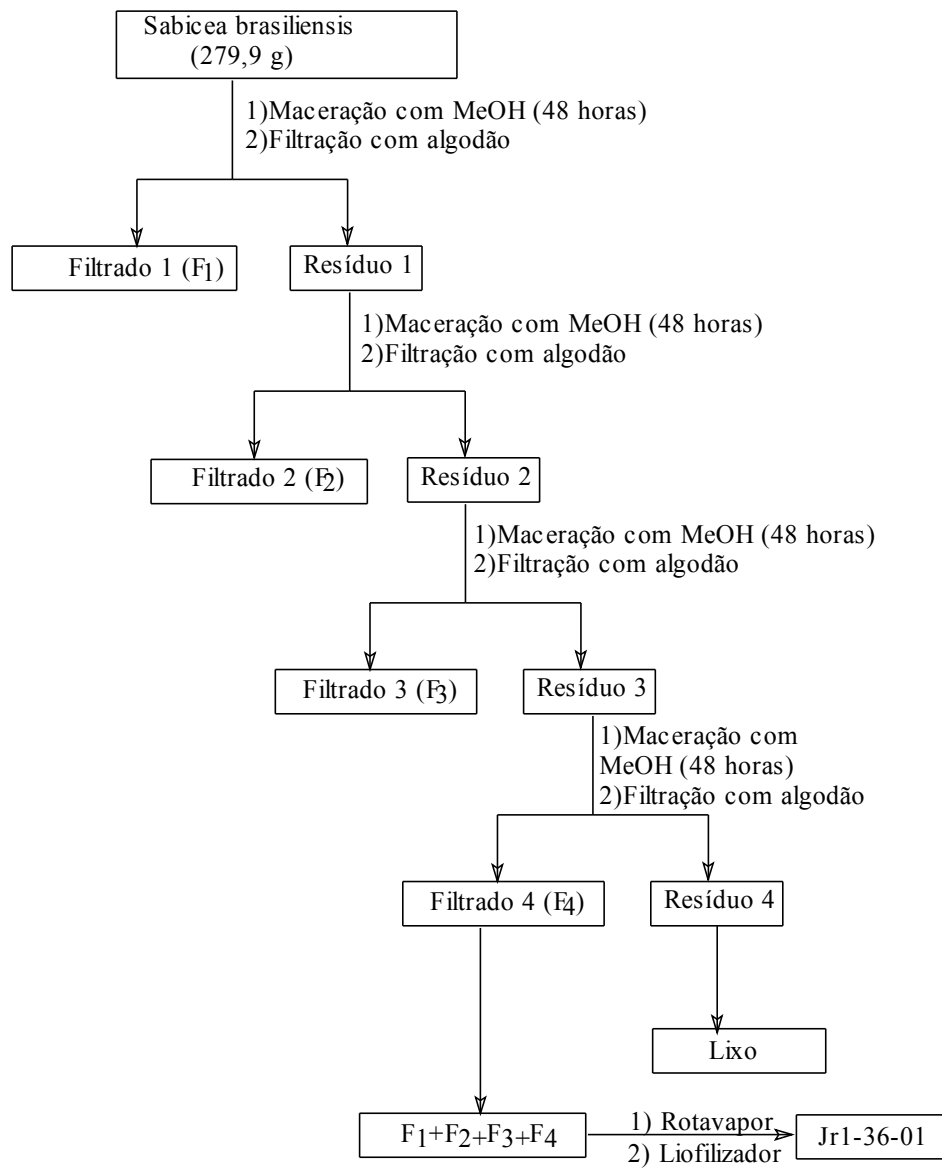 Sabicea brasiliensis
(279,9 g)
1)Maceração com MeOH (48 horas)
2)Filtração com algodão
Filtrado 1 (F1)
Resíduo 1
1)Maceração com MeOH (48 horas)
2)Filtração com algodão
Filtrado 2 (F2)
Resíduo 2
1)Maceração com MeOH (48 horas)
2)Filtração com algodão
Filtrado 3 (F3)
Resíduo 3
1)Maceração com
MeOH (48 horas)
2)Filtração com algodão
Filtrado 4 (F4)
Resíduo 4
Lixo
F1+F2+F3+F4
1) Rotavapor
2) Liofilizador
Jr1-36-01